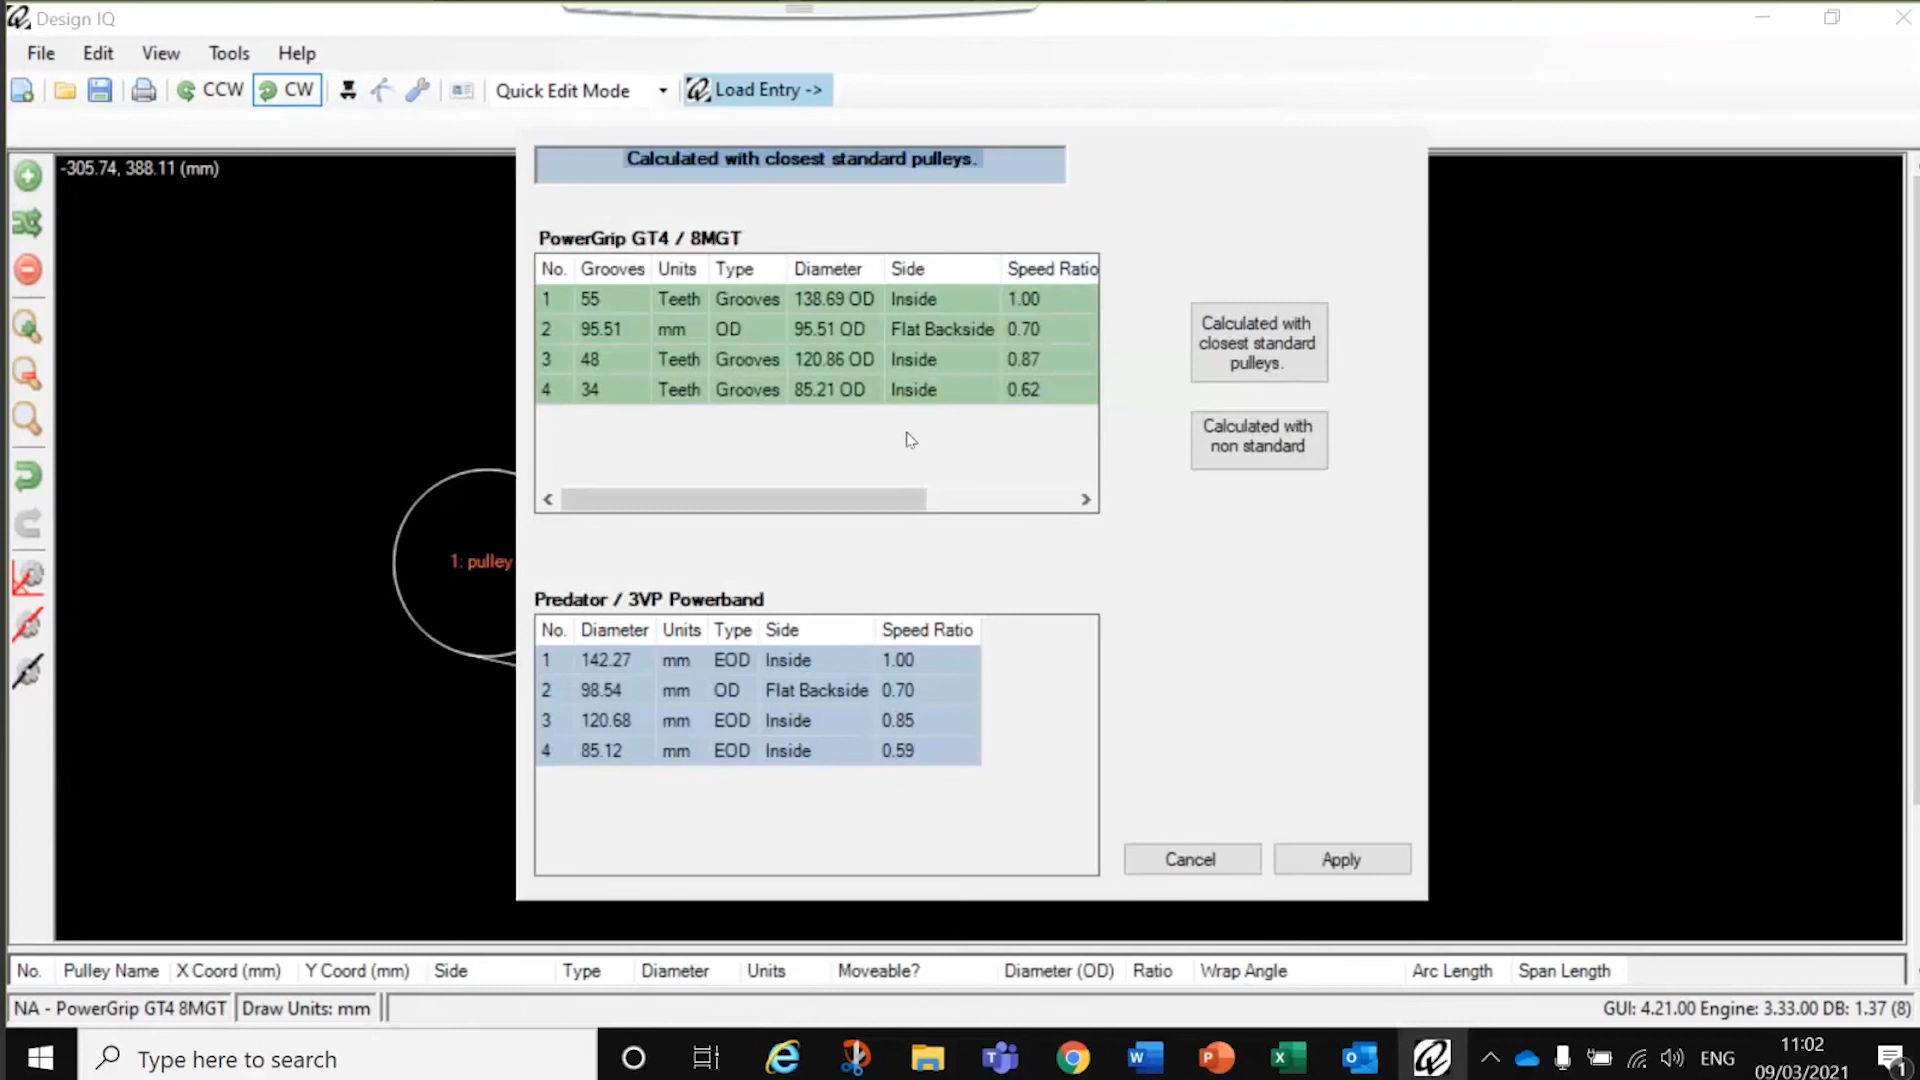 Design IQ
File Edit View Tools Help
CCW CW Quick Edit Mode Load Entry ->
-305.74, 388.11 (mm)
Calculated with closest standard pulleys.
PowerGrip GT4 / 8MGT
No. Grooves Units Type Diameter Side Speed Ratio
1 55 Teeth Grooves 138.69 OD Inside 1.00
2 95.51 mm OD 95.51 OD Flat Backside 0.70
3 48 Teeth Grooves 120.86 OD Inside 0.87
4 34 Teeth Grooves 85.21 OD Inside 0.62
Calculated with
closest standard
pulleys.
Calculated with
non standard
1: pulley
Predator / 3VP Powerband
No. Diameter Units Type Side Speed Ratio
1 142.27 mm EOD Inside 1.00
2 98.54 mm OD Flat Backside 0.70
3 120.68 mm EOD Inside 0.85
4 85.12 mm EOD Inside 0.59
Cancel Apply
No. Pulley Name X Coord (mm) Y Coord (mm) Side Type Diameter Units Moveable? Diameter (OD) Ratio Wrap Angle Arc Length Span Length
NA - PowerGrip GT4 8MGT Draw Units: mm GUI: 4.21.00 Engine: 3.33.00 DB: 1.37 (8)
Type here to search ENG 11:02
09/03/2021 1